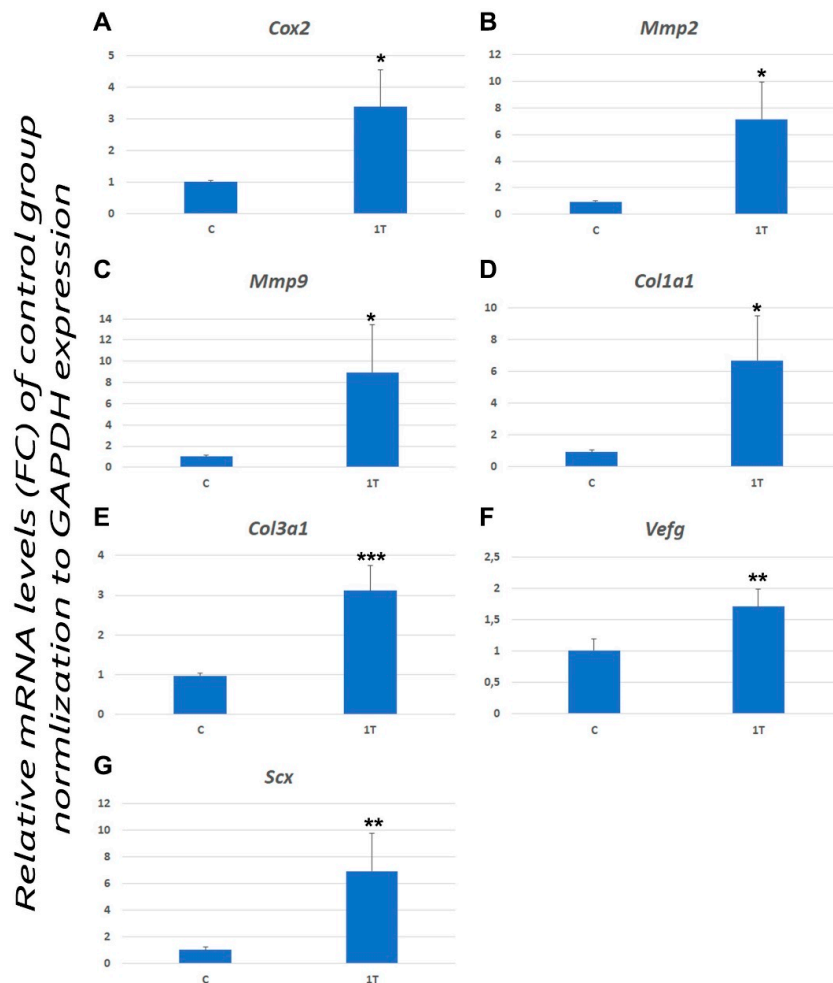 Relative mRNA levels (FC) of control group
normlization to GAPDH expression
A
Cox2
5
4
3
2
1
0
*
C
1T
B
Mmp2
12
10
8
6
4
2
0
*
C
1T
C
Mmp9
14
12
10
8
6
4
2
0
*
C
1T
D
Col1a1
10
8
6
4
2
0
*
C
1T
E
Col3a1
4
3
2
1
0
***
C
1T
F
Vefg
2,5
2
1,5
1
0,5
0
**
C
1T
G
Scx
12
10
8
6
4
2
0
**
C
1T